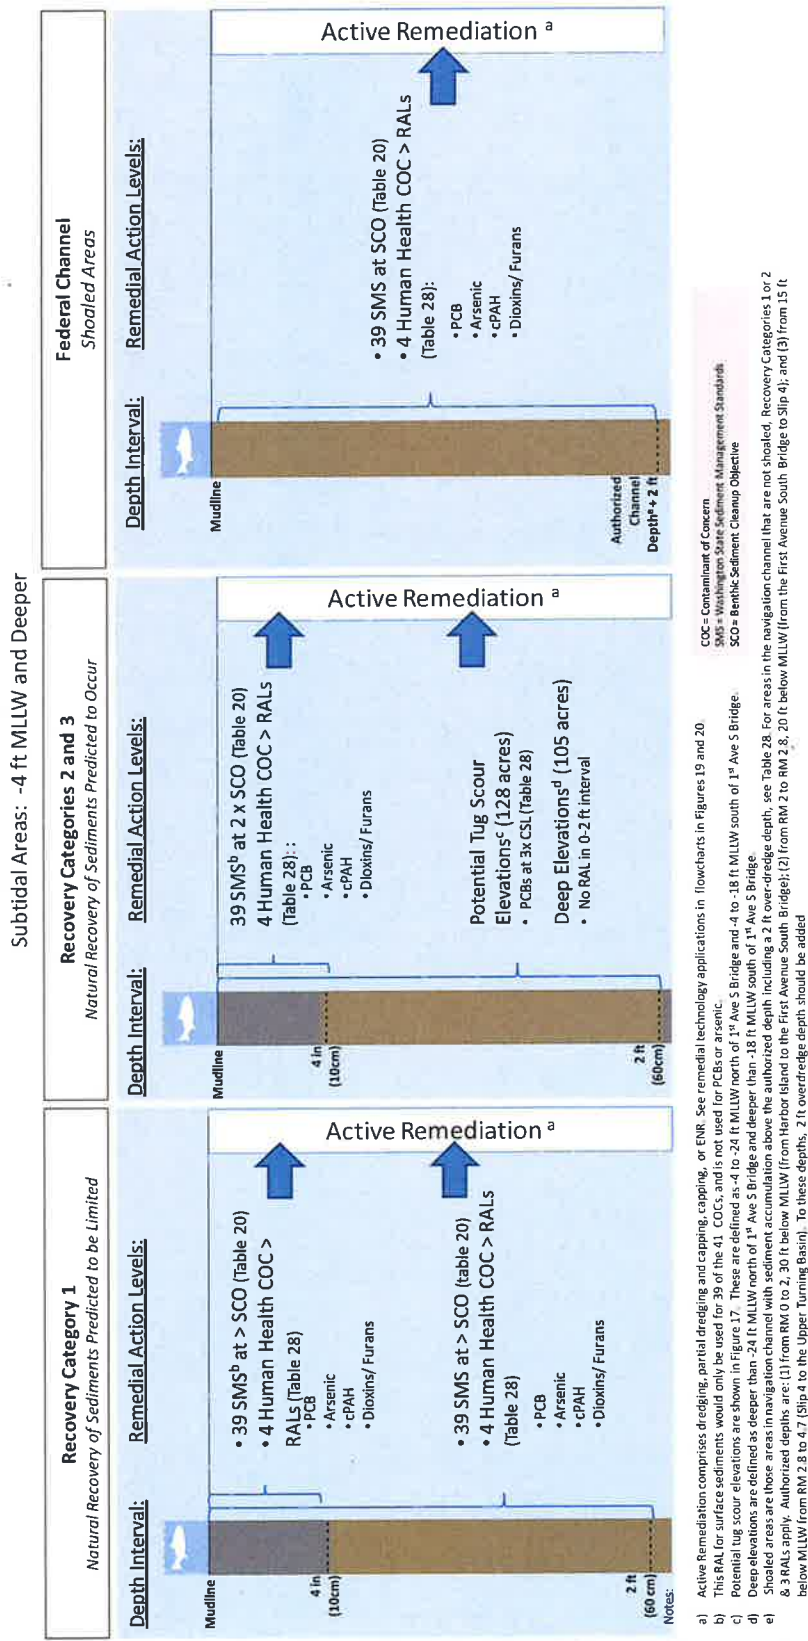 Subtidal Areas: -4 ft MLLW and Deeper
Recovery Category 1
Natural Recovery of Sediments Predicted to be Limited
Depth Interval:
Remedial Action Levels:
Mudline
4 in
(10cm)
2 ft
(60 cm)
• 39 SMSᵇ at > SCO (Table 20)
• 4 Human Health COC >
RALs (Table 28)
• PCB
• Arsenic
• cPAH
• Dioxins/ Furans
• 39 SMS at > SCO (table 20)
• 4 Human Health COC > RALs
(Table 28)
• PCB
• Arsenic
• cPAH
• Dioxins/ Furans
Active Remediation ᵃ
Recovery Categories 2 and 3
Natural Recovery of Sediments Predicted to Occur
Depth Interval:
Remedial Action Levels:
Mudline
4 in
(10cm)
2 ft
(60cm)
39 SMSᵇ at 2 x SCO (Table 20)
4 Human Health COC > RALs
(Table 28): :
• PCB
• Arsenic
• cPAH
• Dioxins/ Furans
Potential Tug Scour
Elevationsᶜ (128 acres)
• PCBs at 3x CSL (Table 28)
Deep Elevationsᵈ (105 acres)
• No RAL in 0-2 ft interval
Active Remediation ᵃ
Federal Channel
Shoaled Areas
Depth Interval:
Remedial Action Levels:
Mudline
Authorized
Channel
Depthᵉ + 2 ft
• 39 SMS at SCO (Table 20)
• 4 Human Health COC > RALs
(Table 28):
• PCB
• Arsenic
• cPAH
• Dioxins/ Furans
Active Remediation ᵃ
COC = Contaminant of Concern
SMS = Washington State Sediment Management Standards
SCO = Benthic Sediment Cleanup Objective
Notes:
a) Active Remediation comprises dredging, partial dredging and capping, capping, or ENR. See remedial technology applications in flowcharts in Figures 19 and 20.
b) This RAL for surface sediments would only be used for 39 of the 41 COCs, and is not used for PCBs or arsenic.
c) Potential tug scour elevations are shown in Figure 17. These are defined as -4 to -24 ft MLLW north of 1ˢᵗ Ave S Bridge and -4 to -18 ft MLLW south of 1ˢᵗ Ave S Bridge.
d) Deep elevations are defined as deeper than -24 ft MLLW north of 1ˢᵗ Ave S Bridge and deeper than -18 ft MLLW south of 1ˢᵗ Ave S Bridge.
e) Shoaled areas are those areas in navigation channel with sediment accumulation above the authorized depth including a 2 ft over-dredge depth, see Table 28. For areas in the navigation channel that are not shoaled, Recovery Categories 1 or 2
& 3 RALs apply. Authorized depths are: (1) from RM 0 to 2, 30 ft below MLLW (from Harbor Island to the First Avenue South Bridge); (2) from RM 2 to RM 2.8, 20 ft below MLLW (from the First Avenue South Bridge to Slip 4); and (3) from 15 ft
below MLLW from RM 2.8 to 4.7 (Slip 4 to the Upper Turning Basin). To these depths, 2 ft overdredge depth should be added